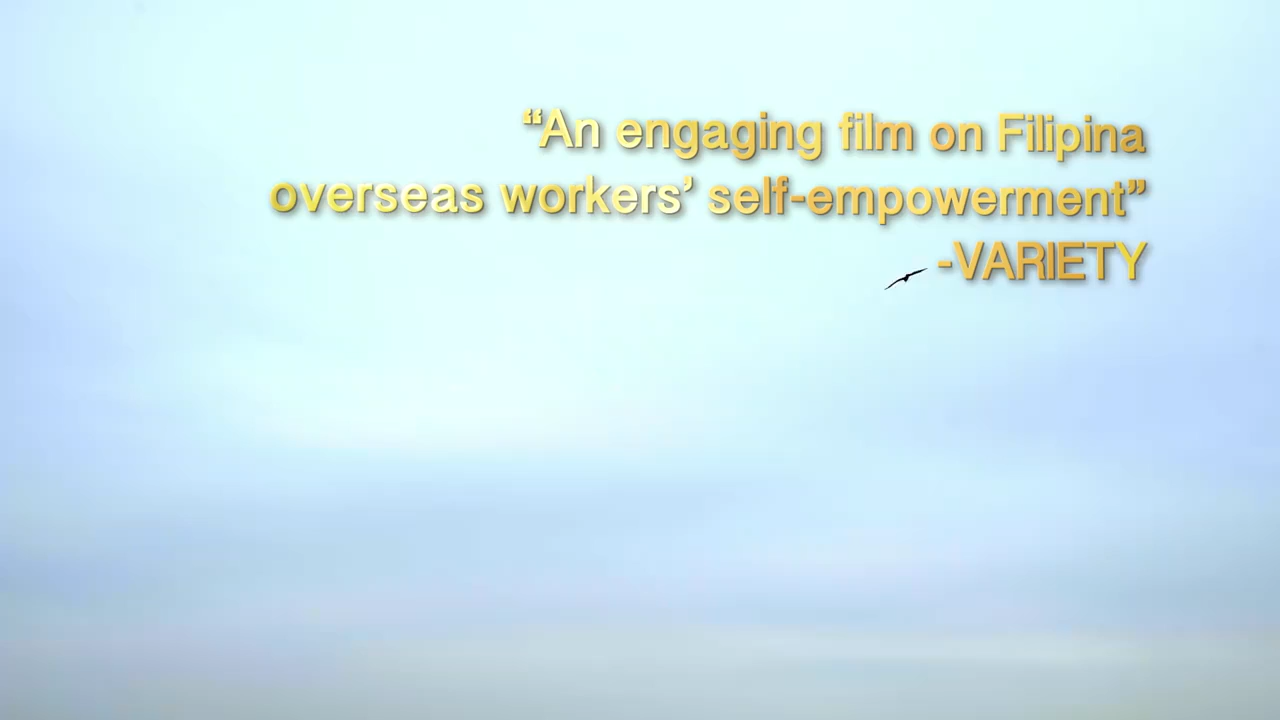 “An engaging film on Filipina
overseas workers’ self-empowerment”
-VARIETY